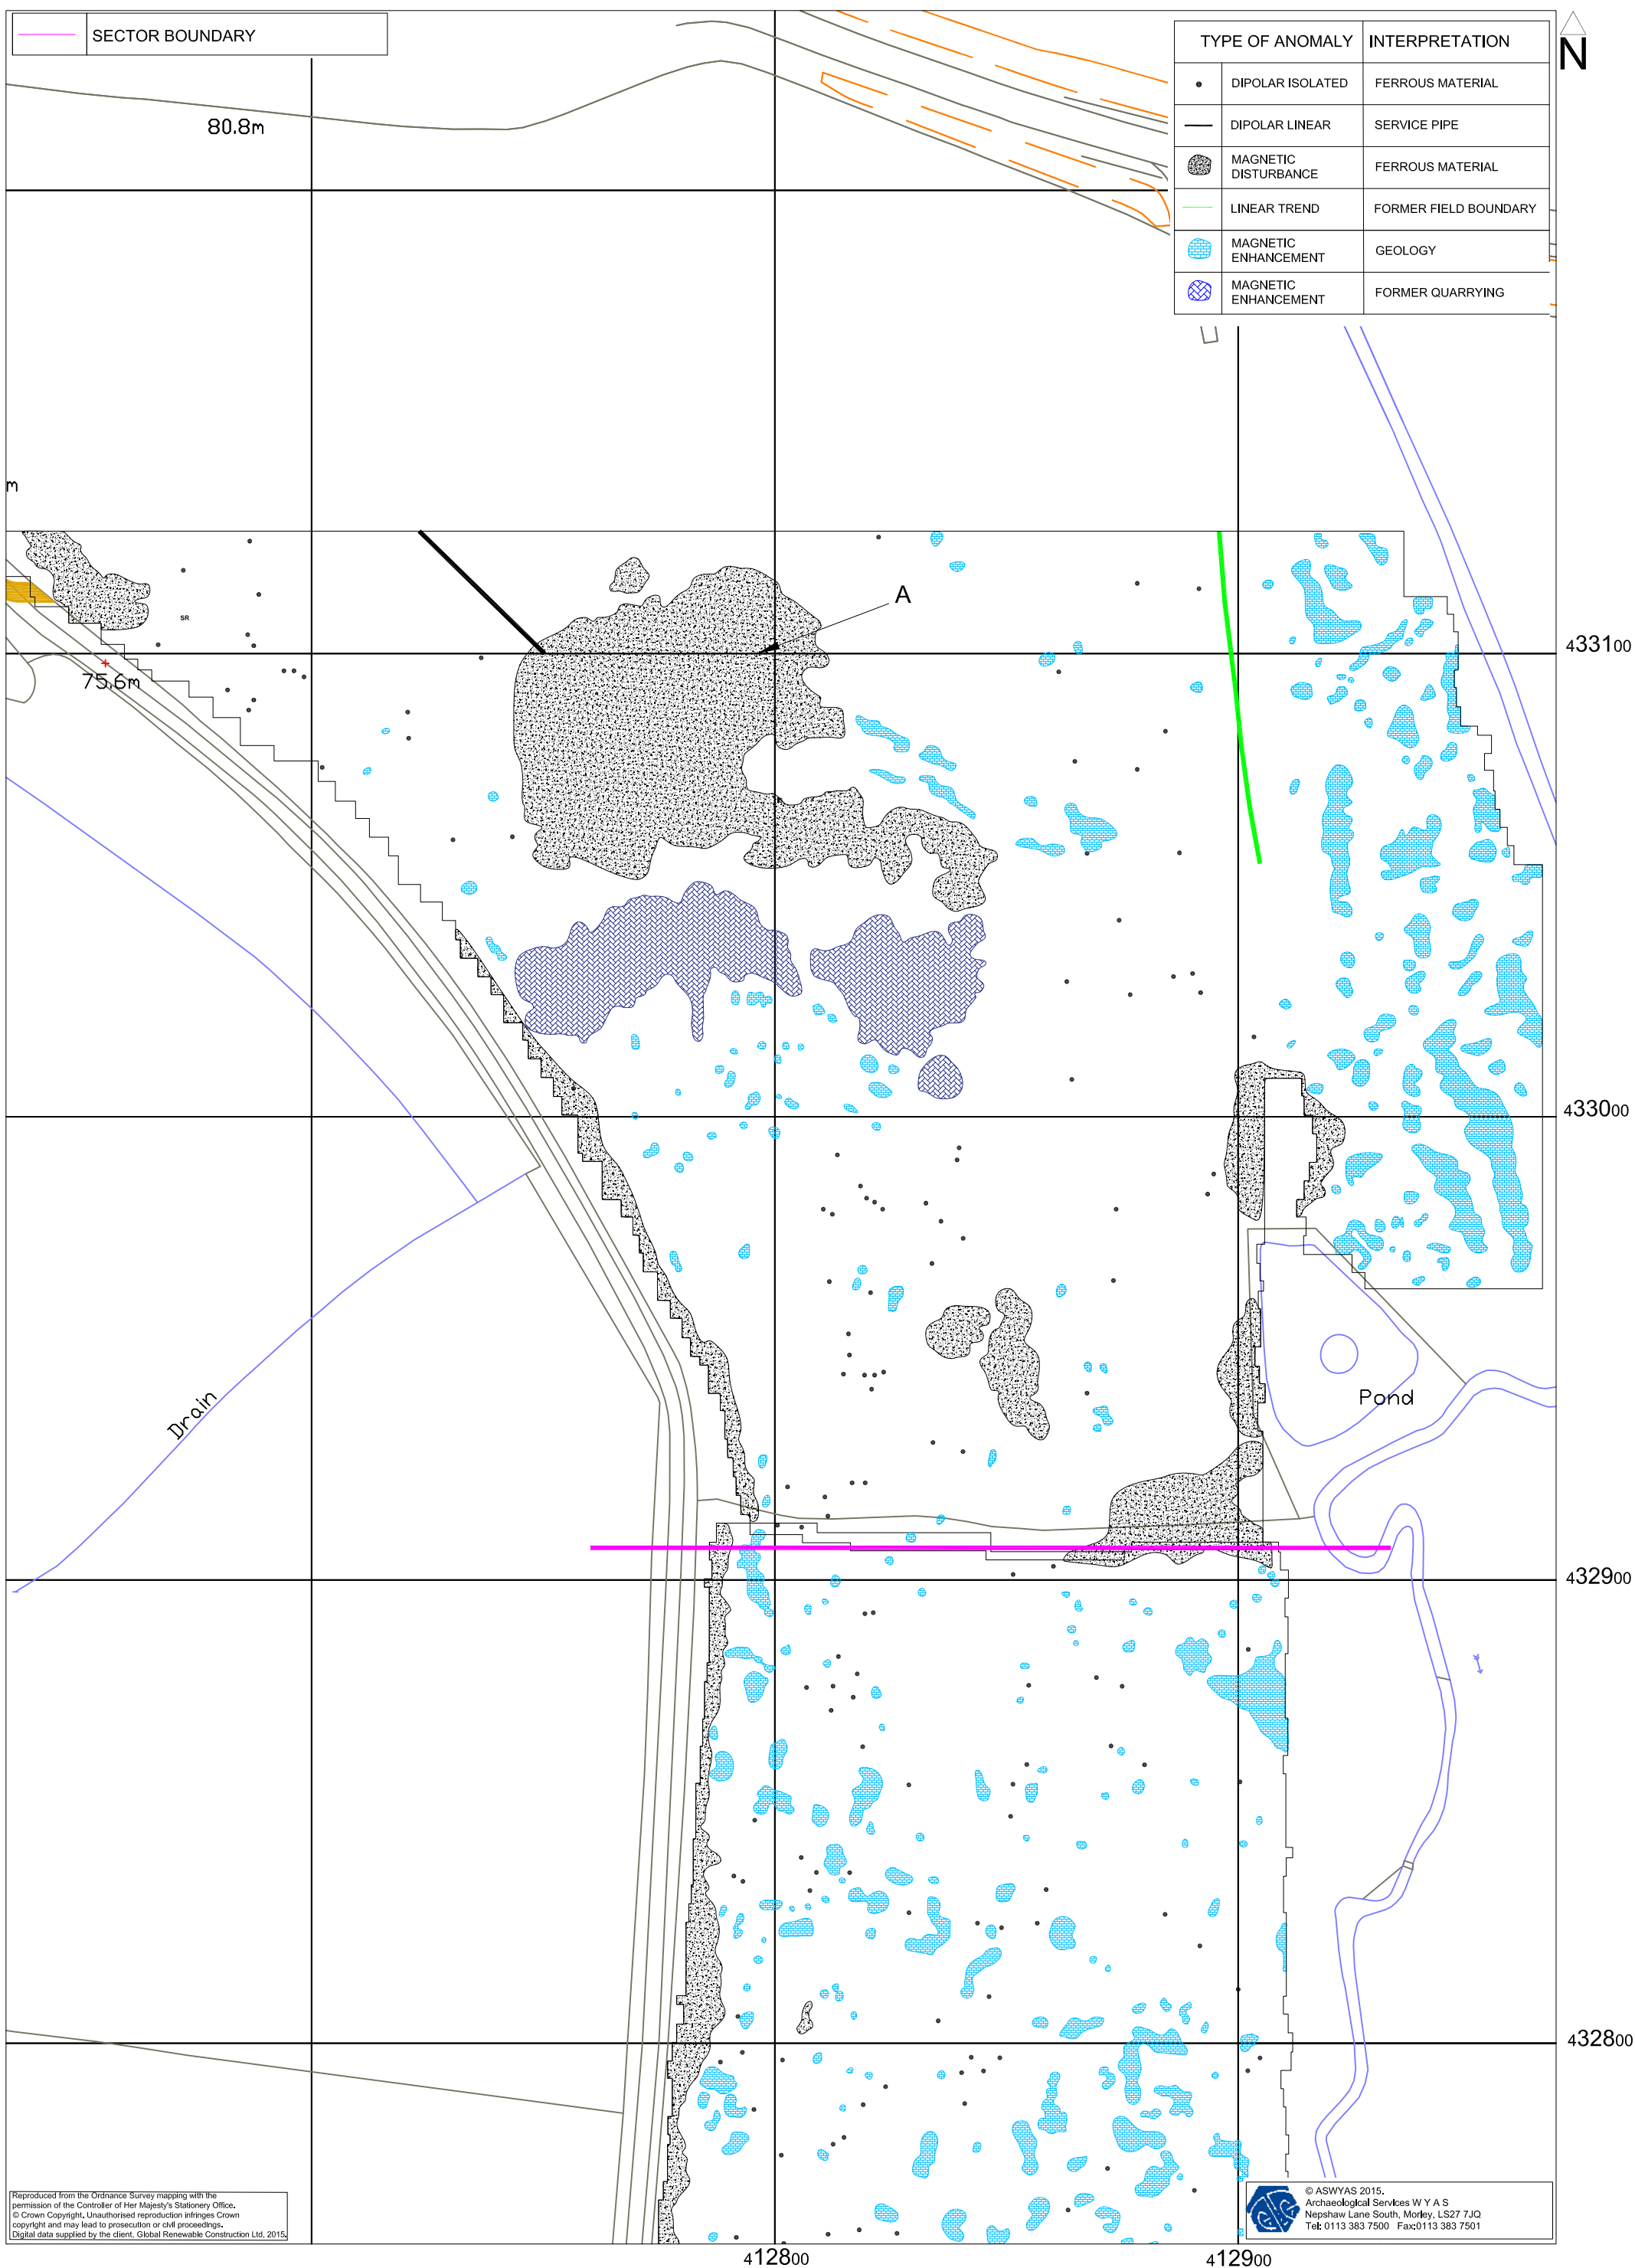 SECTOR BOUNDARY
N
TYPE OF ANOMALY INTERPRETATION
DIPOLAR ISOLATED FERROUS MATERIAL
DIPOLAR LINEAR SERVICE PIPE
MAGNETIC
DISTURBANCE
FERROUS MATERIAL
LINEAR TREND FORMER FIELD BOUNDARY
MAGNETIC
ENHANCEMENT
GEOLOGY
MAGNETIC
ENHANCEMENT
FORMER QUARRYING
80.8m
m
A
SR
433100
75.6m
433000
Pond
Drain
432900
432800
Reproduced from the Ordnance Survey mapping with the
permission of the Controller of Her Majesty's Stationery Office.
© Crown Copyright. Unauthorised reproduction infringes Crown
copyright and may lead to prosecution or civil proceedings.
Digital data supplied by the client, Global Renewable Construction Ltd, 2015.
© ASWYAS 2015.
Archaeological Services W Y A S
Nepshaw Lane South, Morley, LS27 7JQ
Tel: 0113 383 7500 Fax:0113 383 7501
412800
412900